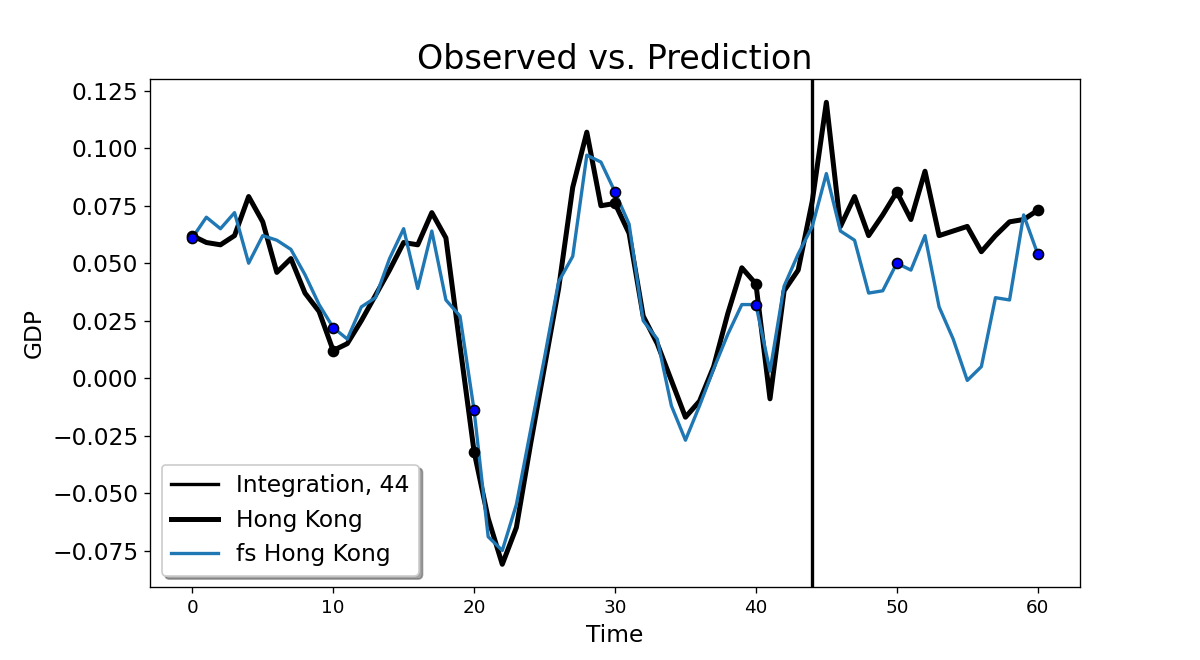 Observed vs. Prediction
0.125
0.100
0.075
0.050
0.025
0.000
−0.025
−0.050
−0.075
GDP
Integration, 44
Hong Kong
fs Hong Kong
0 10 20 30 40 50 60
Time